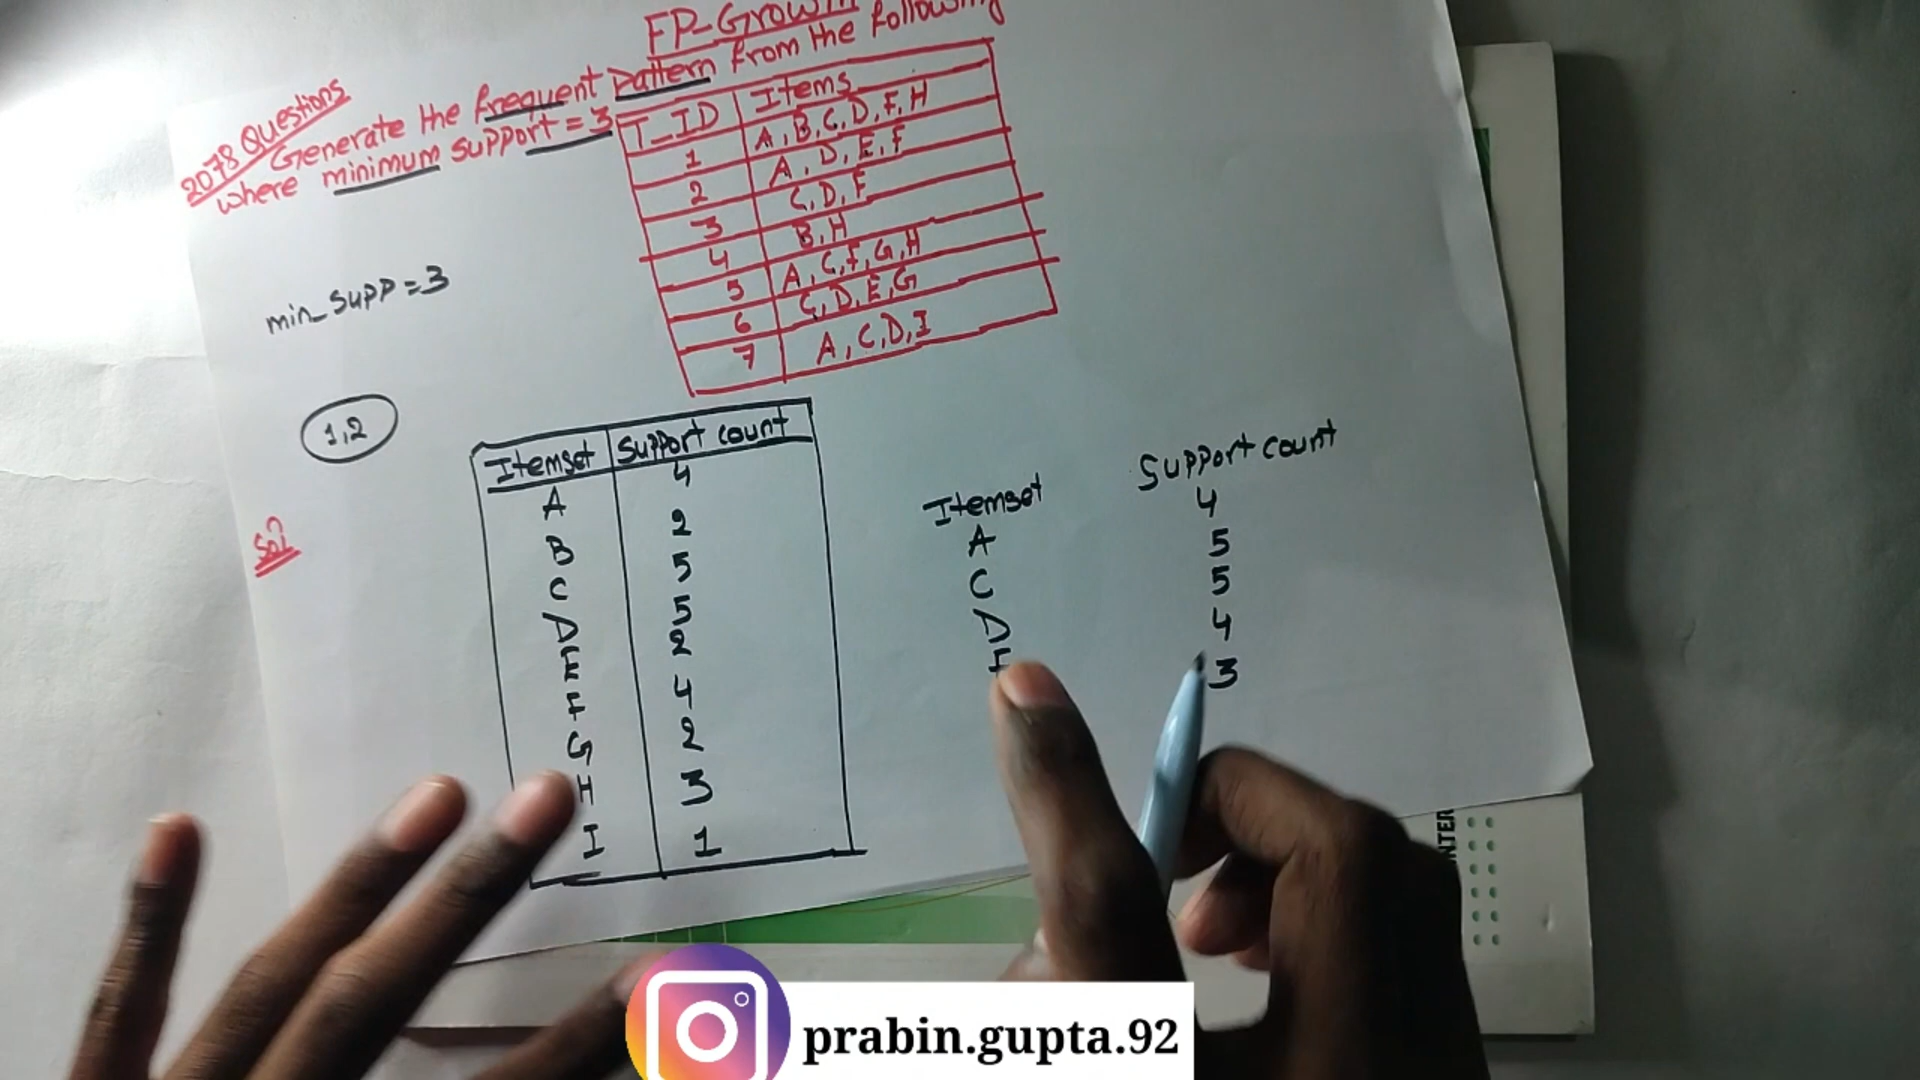 FP-Growth
2078 Questions
Generate the frequent pattern from the following
where minimum support = 3
T_ID Items
1 A, B, C, D, F, H
2 A, D, E, F
3 C, D, F
4 B, H
5 A, C, F, G, H
6 C, D, E, G
7 A, C, D, I
min_supp = 3
1,2
Itemset Support count
A 4
B 2
C 5
D 5
E 2
F 4
G 2
H 3
I 1
Sol
Itemset Support count
A 4
C 5
D 5
F 4
3
NTER
prabin.gupta.92